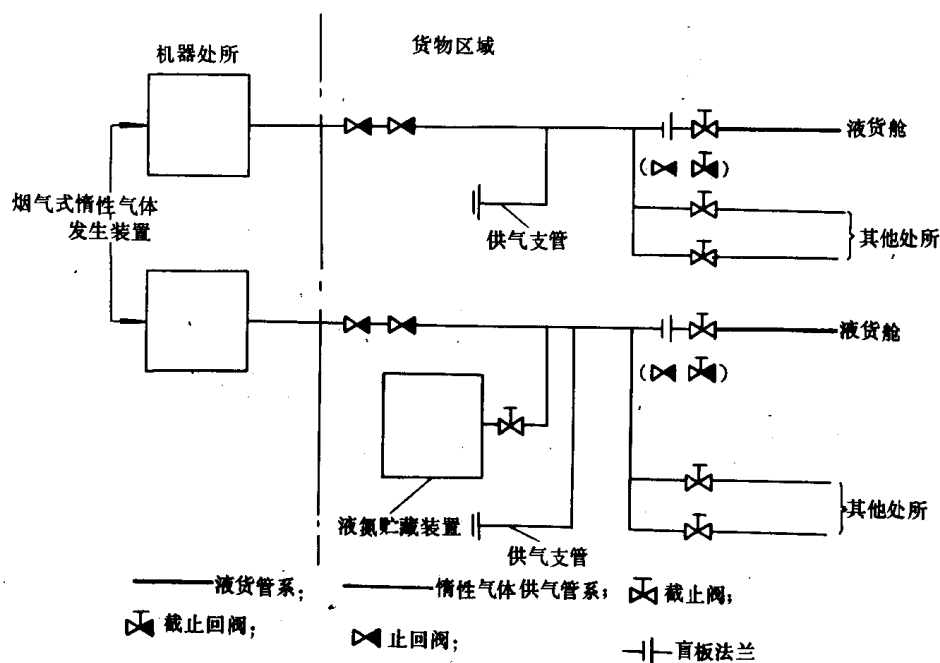 机器处所
货物区域
液货舱
烟气式惰性气体
发生装置
供气支管
其他处所
液货舱
液氮贮藏装置
供气支管
其他处所
液货管系;
惰性气体供气管系;
截止阀;
截止回阀;
止回阀;
盲板法兰